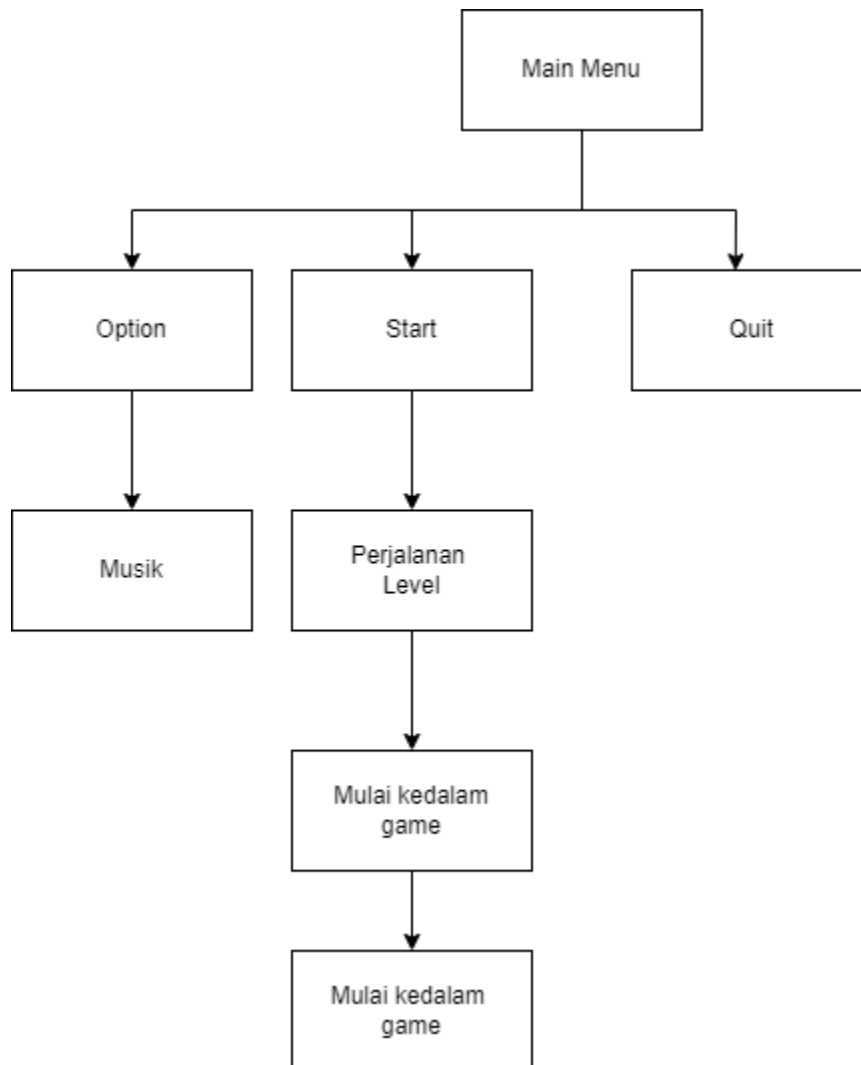 Main Menu
Option
Start
Quit
Musik
Perjalanan
Level
Mulai kedalam
game
Mulai kedalam
game